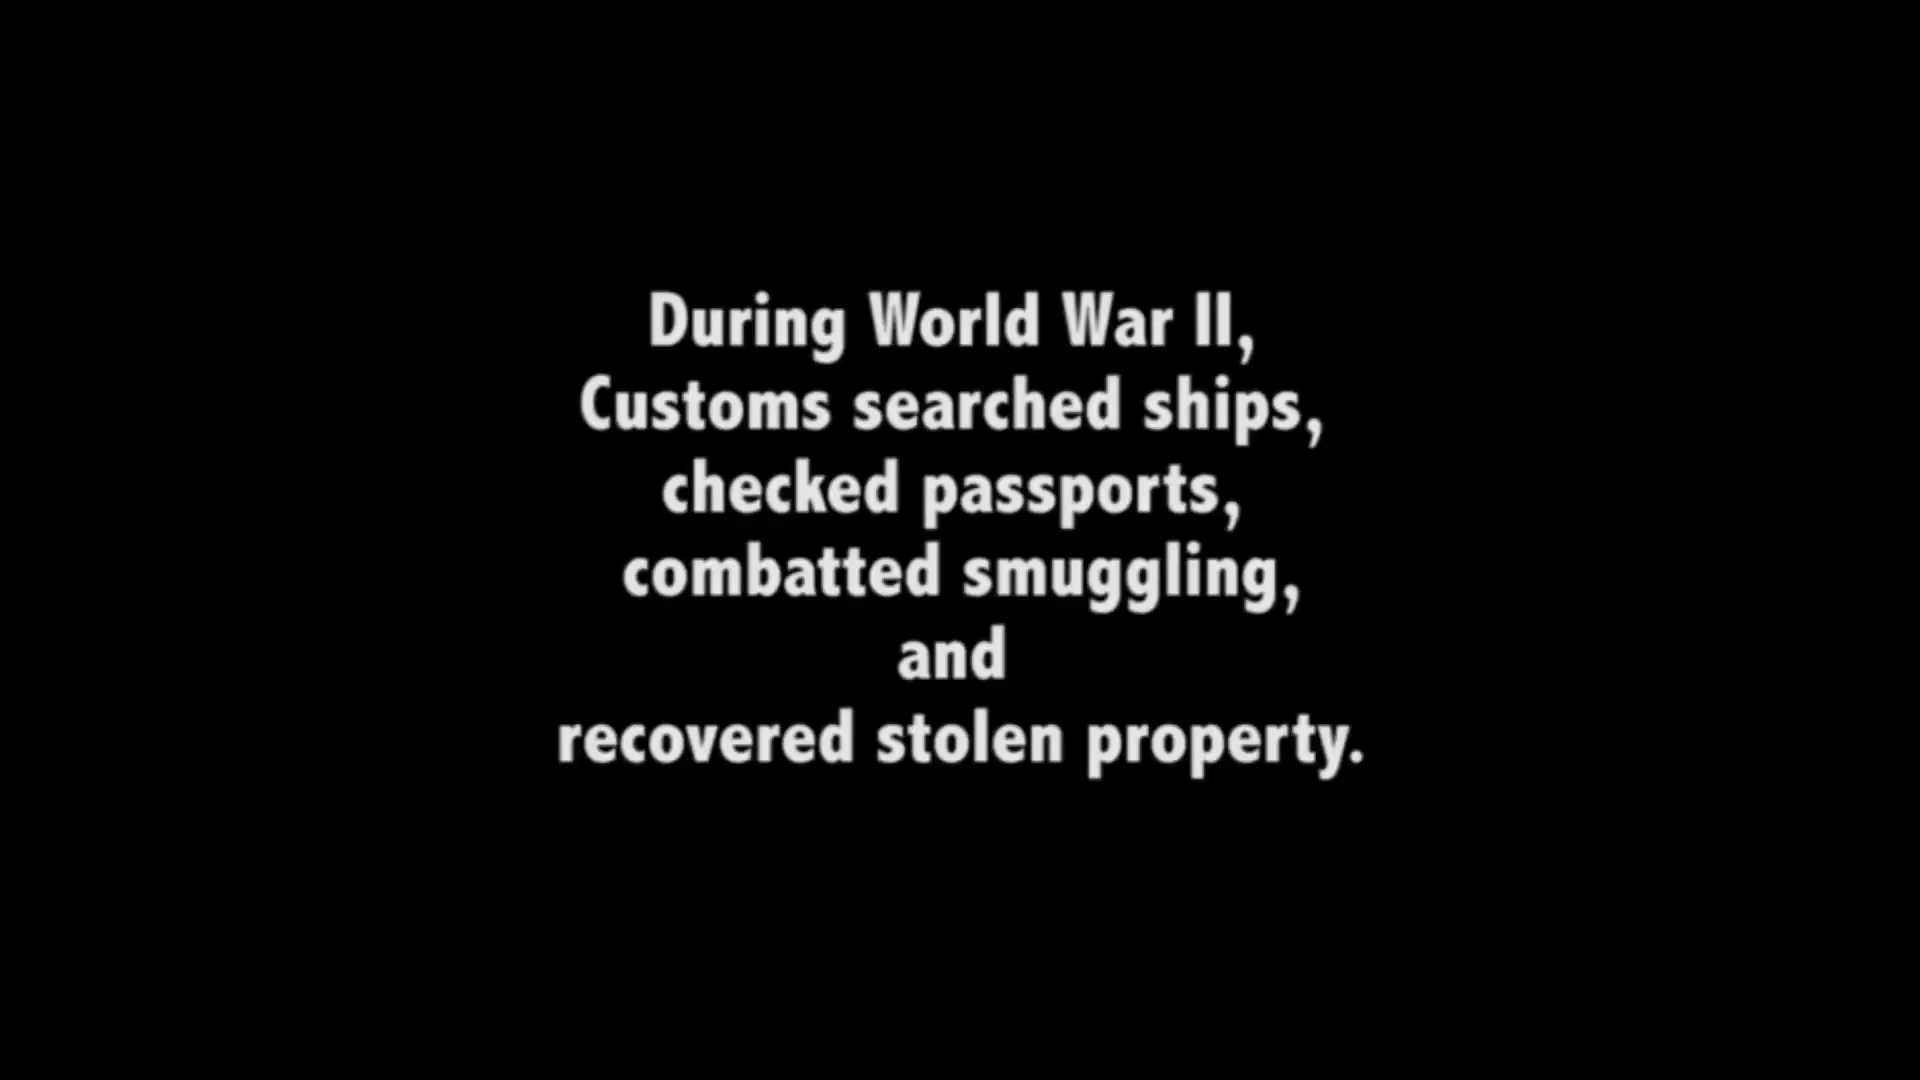 During World War II,
Customs searched ships,
checked passports,
combatted smuggling,
and
recovered stolen property.